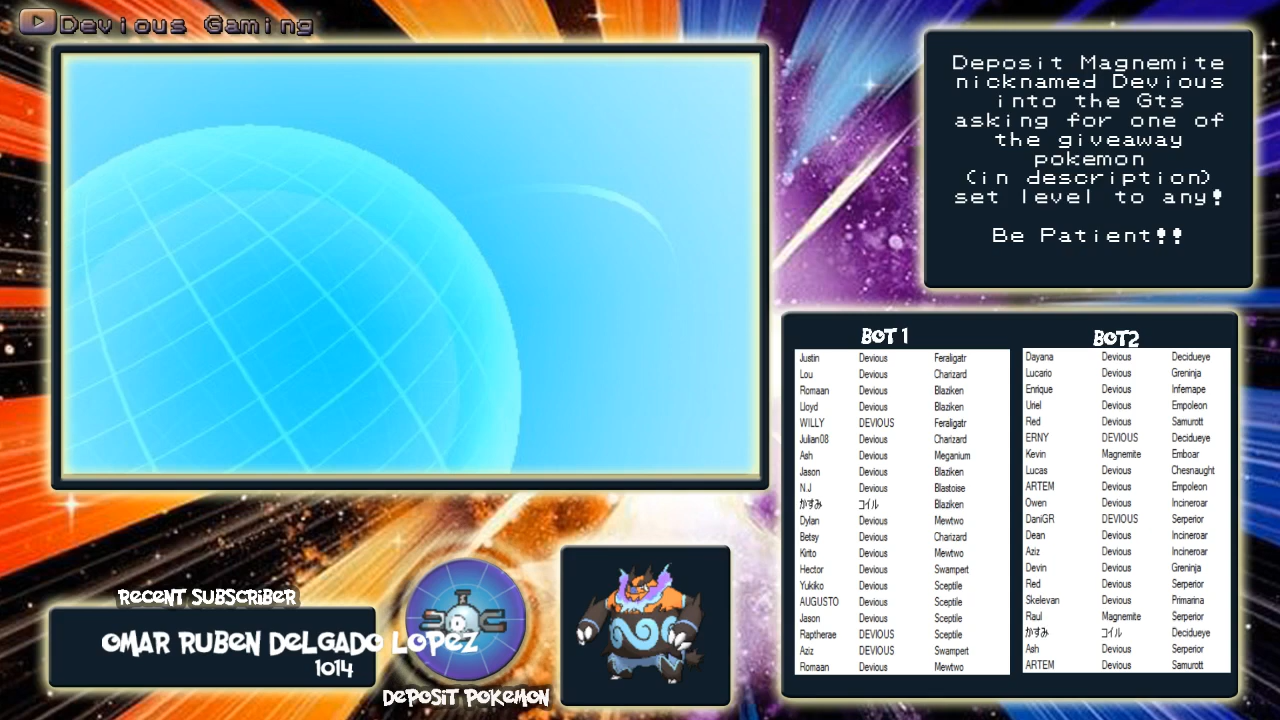 Devious Gaming
Deposit Magnemite
nicknamed Devious
into the Gts
asking for one of
the giveaway
pokemon
(in description)
set level to any!
Be Patient!!
BOT 1
Justin Devious Feraligatr
Lou Devious Charizard
Romaan Devious Blaziken
Lloyd Devious Blaziken
WILLY DEVIOUS Feraligatr
Julian08 Devious Charizard
Ash Devious Meganium
Jason Devious Blaziken
N.J Devious Blastoise
かすみ コイル Blaziken
Dylan Devious Mewtwo
Betsy Devious Charizard
Kirito Devious Mewtwo
Hector Devious Swampert
Yukiko Devious Sceptile
AUGUSTO Devious Sceptile
Jason Devious Sceptile
Raptherae DEVIOUS Sceptile
Aziz DEVIOUS Swampert
Romaan Devious Mewtwo
BOT2
Dayana Devious Decidueye
Lucario Devious Greninja
Enrique Devious Infernape
Uriel Devious Empoleon
Red Devious Samurott
ERNY DEVIOUS Decidueye
Kevin Magnemite Emboar
Lucas Devious Chesnaught
ARTEM Devious Empoleon
Owen Devious Incineroar
DaniGR DEVIOUS Serperior
Dean Devious Incineroar
Aziz Devious Incineroar
Devin Devious Greninja
Red Devious Serperior
Skelevan Devious Primarina
Raul Magnemite Serperior
かすみ コイル Decidueye
Ash Devious Serperior
ARTEM Devious Samurott
Recent Subscriber
Omar Ruben Delgado Lopez
1014
Deposit Pokemon